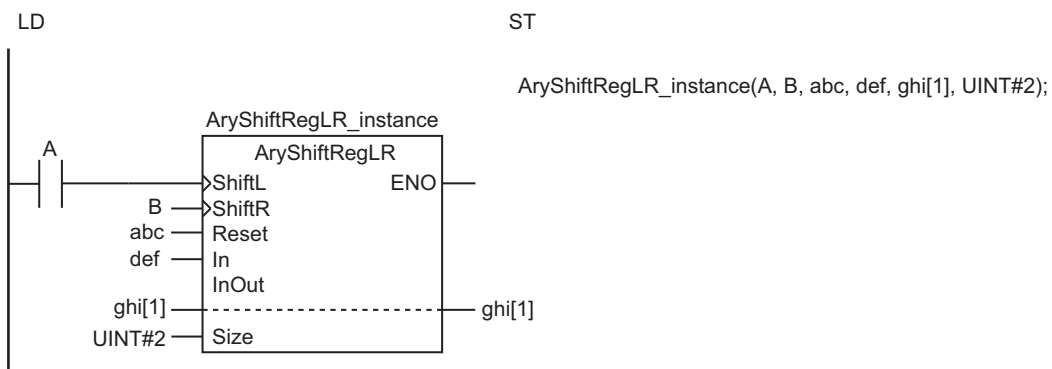 LD
ST
AryShiftRegLR_instance(A, B, abc, def, ghi[1], UINT#2);
AryShiftRegLR_instance
A
AryShiftRegLR
ShiftL ENO
B ShiftR
abc Reset
def In
InOut
ghi[1] ghi[1]
UINT#2 Size